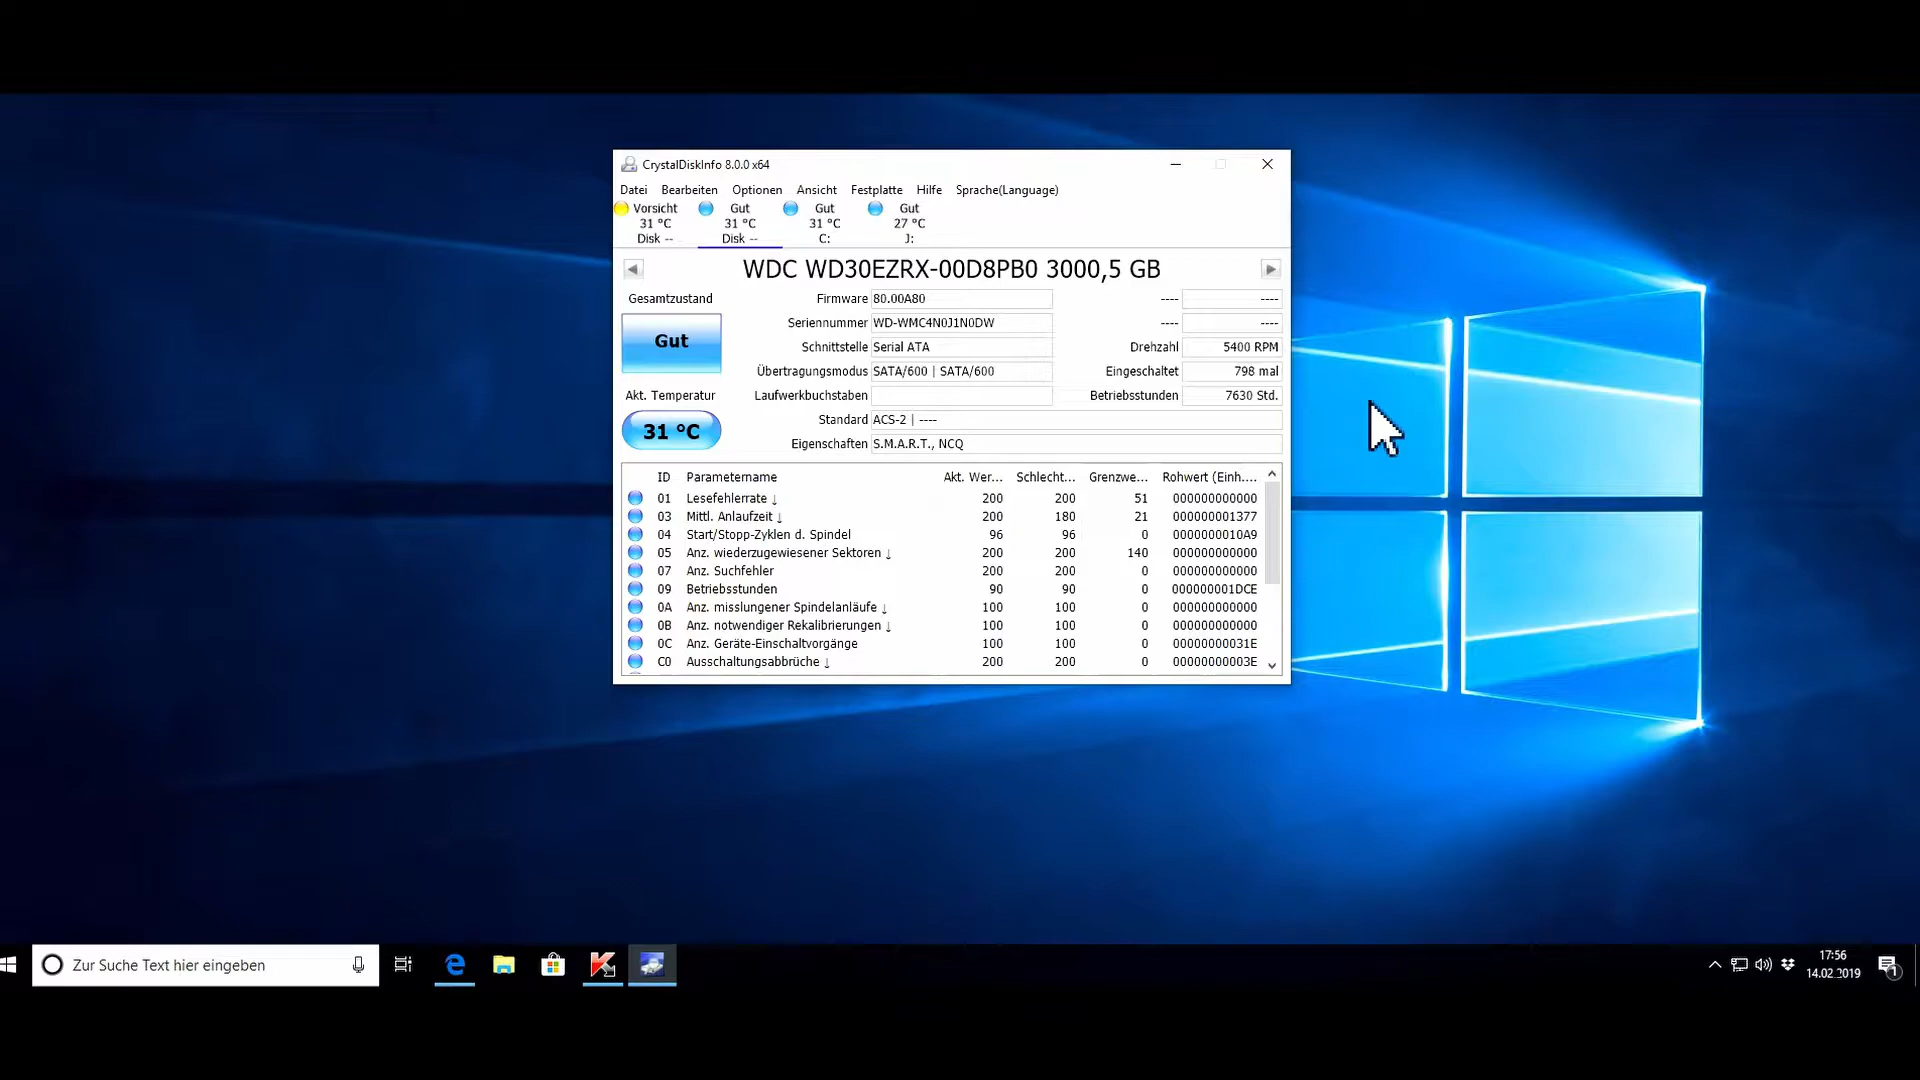 CrystalDiskInfo 8.0.0 x64
Datei Bearbeiten Optionen Ansicht Festplatte Hilfe Sprache(Language)
Vorsicht Gut Gut Gut
31 °C 31 °C 31 °C 27 °C
Disk -- Disk -- C: J:
WDC WD30EZRX-00D8PB0 3000,5 GB
Gesamtzustand Firmware 80.00A80 ---- ----
Gut Seriennummer WD-WMC4N0J1N0DW ---- ----
Schnittstelle Serial ATA Drehzahl 5400 RPM
Übertragungsmodus SATA/600 | SATA/600 Eingeschaltet 798 mal
Akt. Temperatur Laufwerkbuchstaben Betriebsstunden 7630 Std.
31 °C Standard ACS-2 | ----
Eigenschaften S.M.A.R.T., NCQ
ID Parametername Akt. Wer... Schlecht... Grenzwe... Rohwert (Einh....
01 Lesefehlerrate ↓ 200 200 51 000000000000
03 Mittl. Anlaufzeit ↓ 200 180 21 000000001377
04 Start/Stopp-Zyklen d. Spindel 96 96 0 0000000010A9
05 Anz. wiederzugewiesener Sektoren ↓ 200 200 140 000000000000
07 Anz. Suchfehler 200 200 0 000000000000
09 Betriebsstunden 90 90 0 000000001DCE
0A Anz. misslungener Spindelanläufe ↓ 100 100 0 000000000000
0B Anz. notwendiger Rekalibrierungen ↓ 100 100 0 000000000000
0C Anz. Geräte-Einschaltvorgänge 100 100 0 00000000031E
C0 Ausschaltungsabbrüche ↓ 200 200 0 00000000003E
Zur Suche Text hier eingeben
17:56
14.02.2019
1